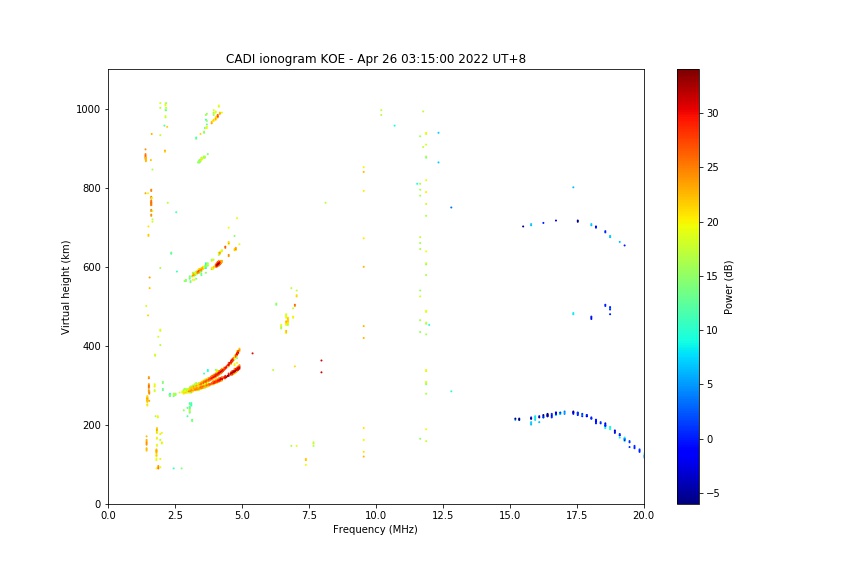 CADI ionogram KOE - Apr 26 03:15:00 2022 UT+8
1000
800
600
400
200
0
Virtual height (km)
0.0 2.5 5.0 7.5 10.0 12.5 15.0 17.5 20.0
Frequency (MHz)
30
25
20
15
10
5
0
−5
Power (dB)